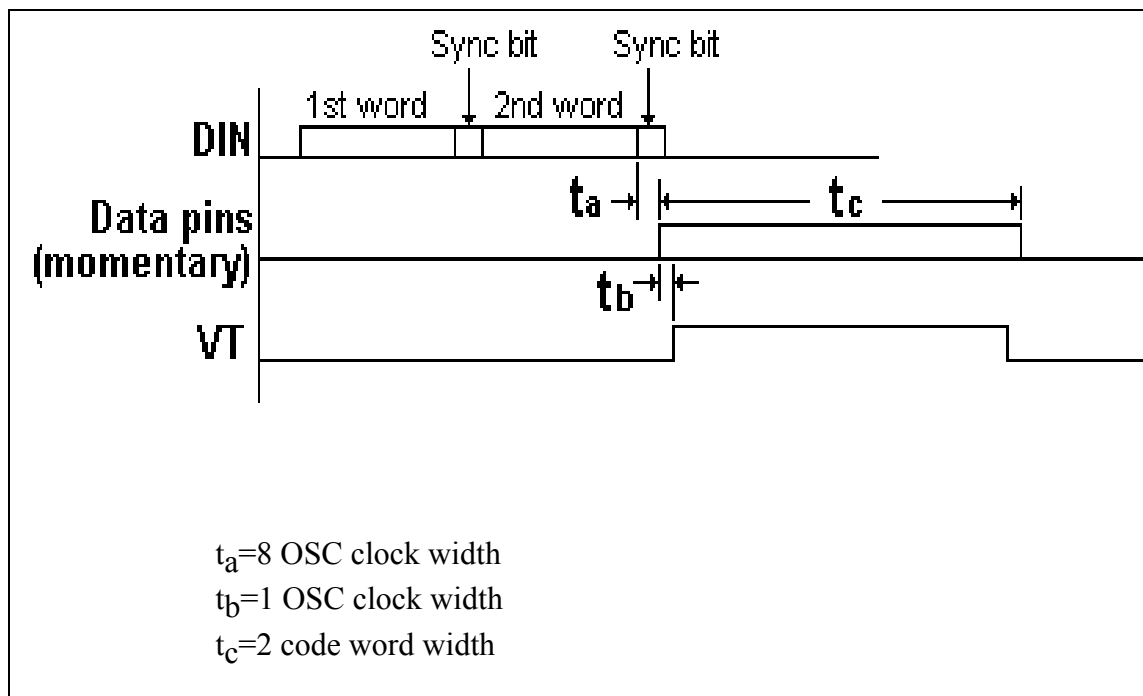 Sync bit Sync bit
1st word 2nd word
DIN
ta tc
Data pins
(momentary)
tb
VT
ta=8 OSC clock width
tb=1 OSC clock width
tc=2 code word width